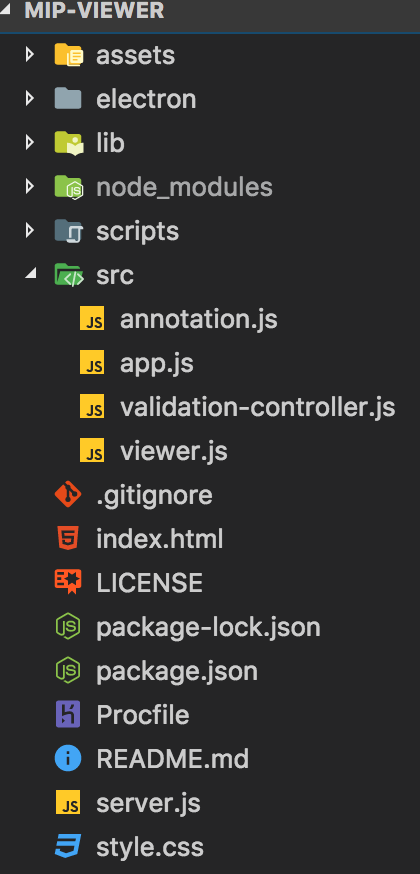 MIP-VIEWER
assets
electron
lib
node_modules
scripts
src
JS annotation.js
JS app.js
JS validation-controller.js
JS viewer.js
.gitignore
index.html
LICENSE
package-lock.json
package.json
Procfile
README.md
JS server.js
style.css